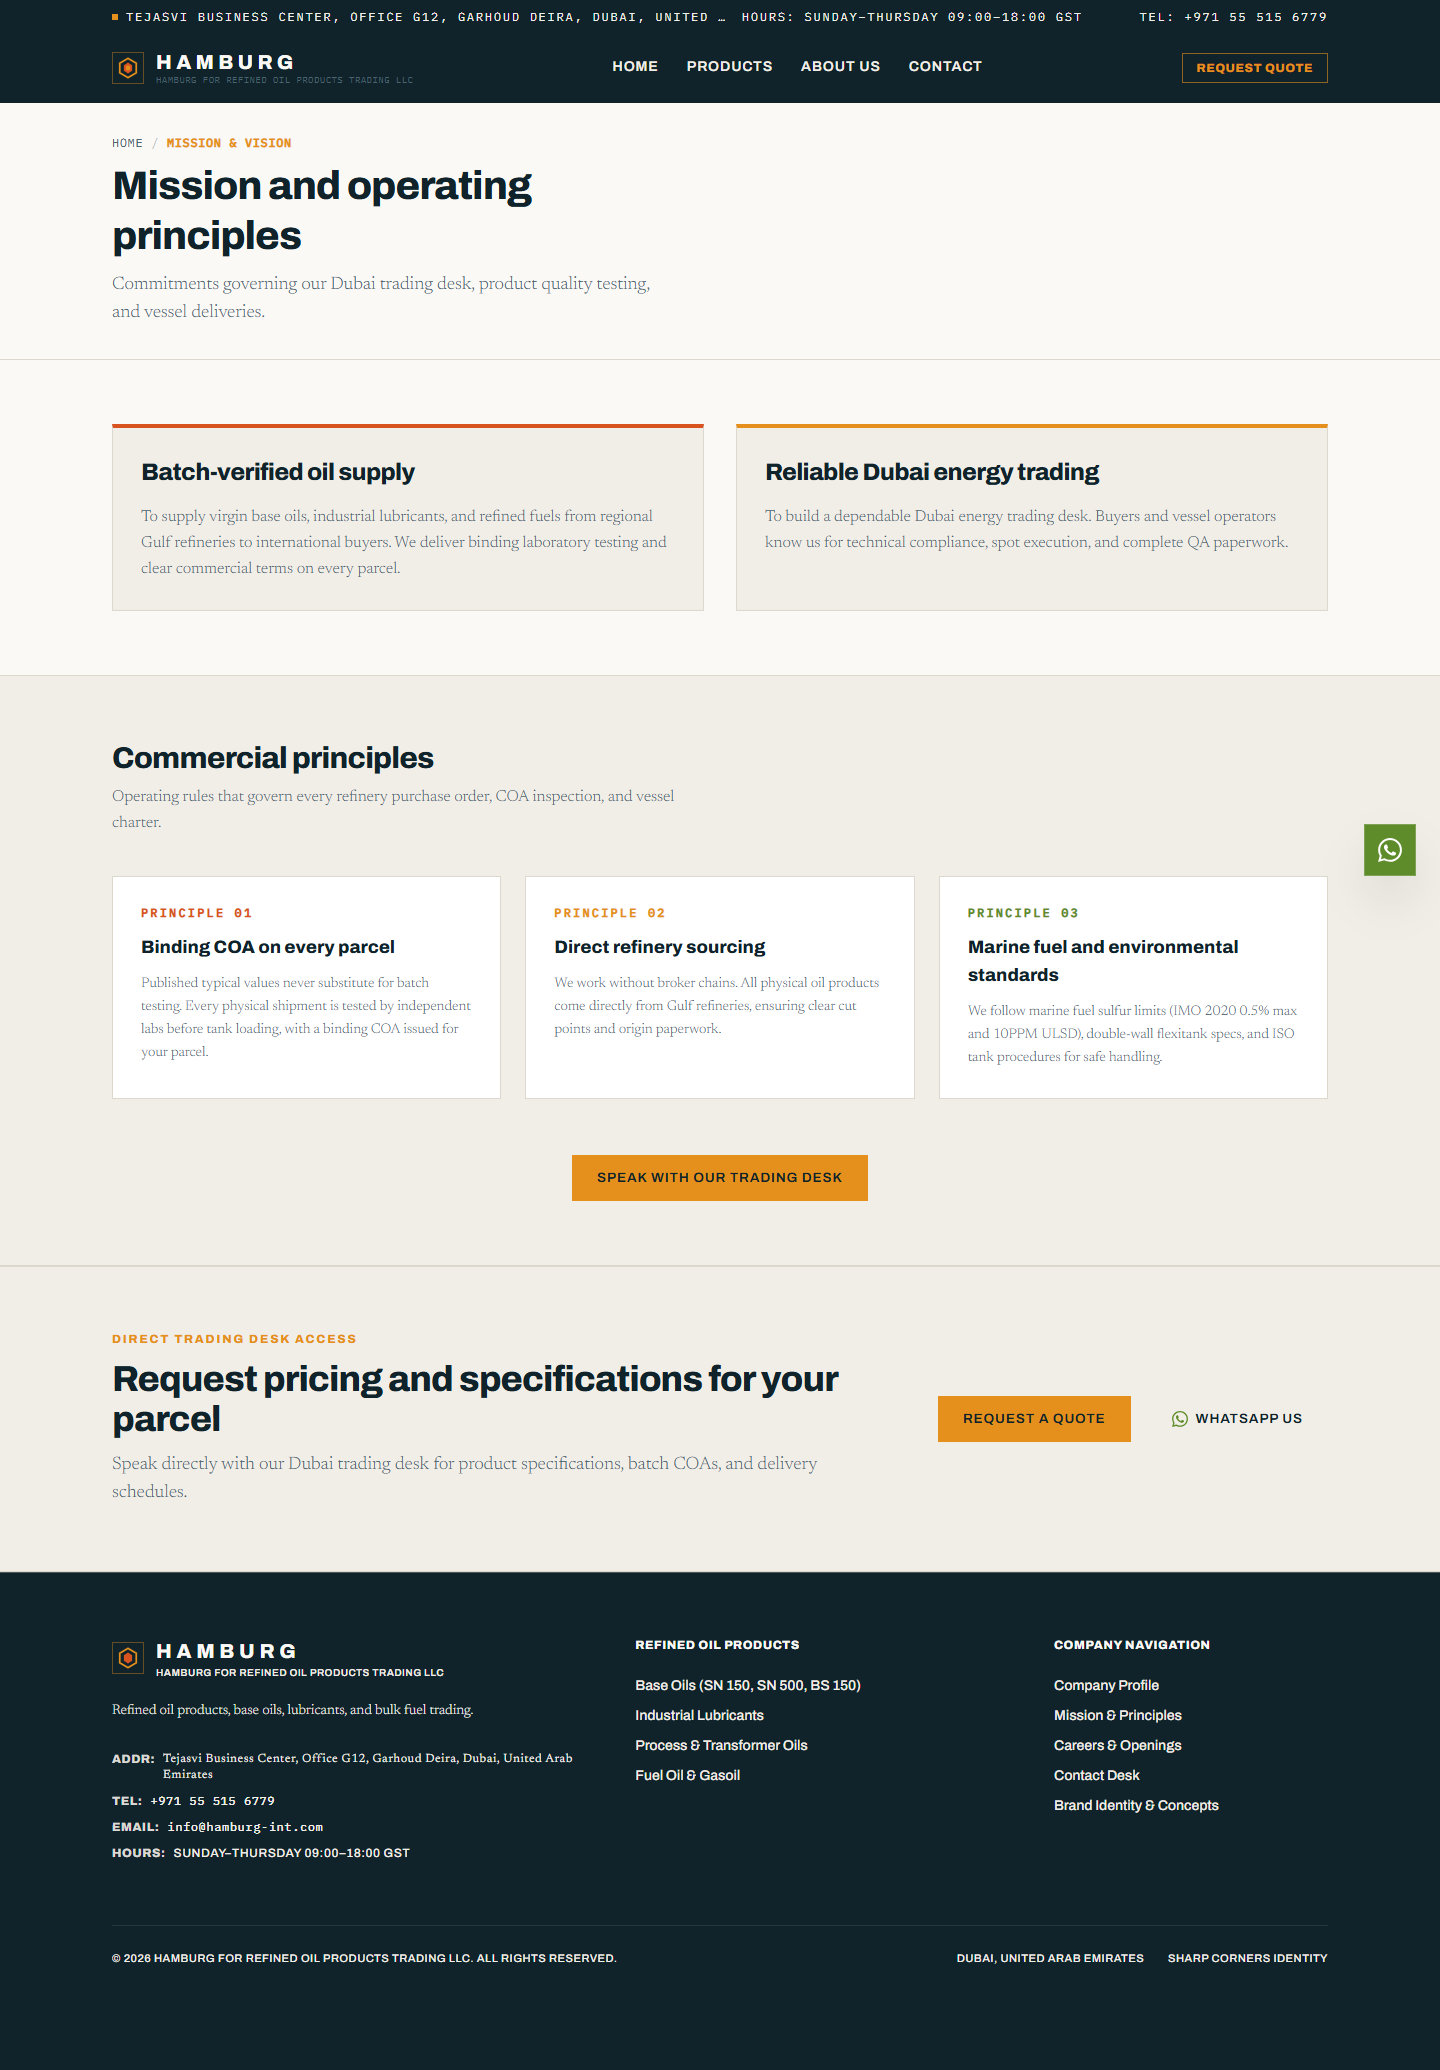 TEJASVI BUSINESS CENTER, OFFICE G12, GARHOUD DEIRA, DUBAI, UNITED … HOURS: SUNDAY–THURSDAY 09:00–18:00 GST TEL: +971 55 515 6779
HAMBURG
HAMBURG FOR REFINED OIL PRODUCTS TRADING LLC
HOME PRODUCTS ABOUT US CONTACT
REQUEST QUOTE
HOME / MISSION & VISION
Mission and operating
principles
Commitments governing our Dubai trading desk, product quality testing,
and vessel deliveries.
Batch-verified oil supply
To supply virgin base oils, industrial lubricants, and refined fuels from regional
Gulf refineries to international buyers. We deliver binding laboratory testing and
clear commercial terms on every parcel.
Reliable Dubai energy trading
To build a dependable Dubai energy trading desk. Buyers and vessel operators
know us for technical compliance, spot execution, and complete QA paperwork.
Commercial principles
Operating rules that govern every refinery purchase order, COA inspection, and vessel
charter.
PRINCIPLE 01
Binding COA on every parcel
Published typical values never substitute for batch
testing. Every physical shipment is tested by independent
labs before tank loading, with a binding COA issued for
your parcel.
PRINCIPLE 02
Direct refinery sourcing
We work without broker chains. All physical oil products
come directly from Gulf refineries, ensuring clear cut
points and origin paperwork.
PRINCIPLE 03
Marine fuel and environmental
standards
We follow marine fuel sulfur limits (IMO 2020 0.5% max
and 10PPM ULSD), double-wall flexitank specs, and ISO
tank procedures for safe handling.
SPEAK WITH OUR TRADING DESK
DIRECT TRADING DESK ACCESS
Request pricing and specifications for your
parcel
Speak directly with our Dubai trading desk for product specifications, batch COAs, and delivery
schedules.
REQUEST A QUOTE
WHATSAPP US
HAMBURG
HAMBURG FOR REFINED OIL PRODUCTS TRADING LLC
Refined oil products, base oils, lubricants, and bulk fuel trading.
ADDR: Tejasvi Business Center, Office G12, Garhoud Deira, Dubai, United Arab
Emirates
TEL: +971 55 515 6779
EMAIL: info@hamburg-int.com
HOURS: SUNDAY–THURSDAY 09:00–18:00 GST
REFINED OIL PRODUCTS
Base Oils (SN 150, SN 500, BS 150)
Industrial Lubricants
Process & Transformer Oils
Fuel Oil & Gasoil
COMPANY NAVIGATION
Company Profile
Mission & Principles
Careers & Openings
Contact Desk
Brand Identity & Concepts
© 2026 HAMBURG FOR REFINED OIL PRODUCTS TRADING LLC. ALL RIGHTS RESERVED.
DUBAI, UNITED ARAB EMIRATES SHARP CORNERS IDENTITY